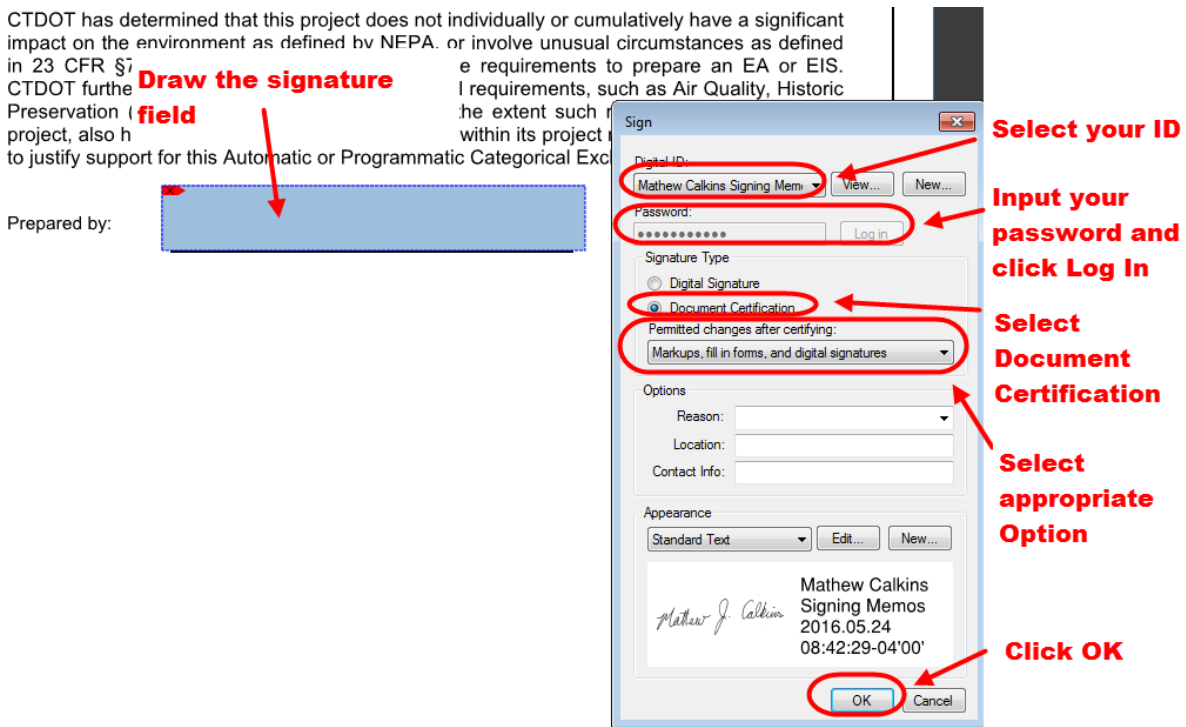 CTDOT has determined that this project does not individually or cumulatively have a significant
impact on the environment as defined by NEPA, or involve unusual circumstances as defined
in 23 CFR §7 e requirements to prepare an EA or EIS.
CTDOT furthe l requirements, such as Air Quality, Historic
Preservation ( the extent such
project, also h within its project
to justify support for this Automatic or Programmatic Categorical Excl
Draw the signature
field
Prepared by:
Sign
Digital ID:
Mathew Calkins Signing Mem
View...
New...
Password:
Log in
Signature Type
Digital Signature
Document Certification
Permitted changes after certifying:
Markups, fill in forms, and digital signatures
Options
Reason:
Location:
Contact Info:
Appearance
Standard Text
Edit...
New...
Mathew J. Calkins
Mathew Calkins
Signing Memos
2016.05.24
08:42:29-04'00'
OK
Cancel
Select your ID
Input your
password and
click Log In
Select
Document
Certification
Select
appropriate
Option
Click OK